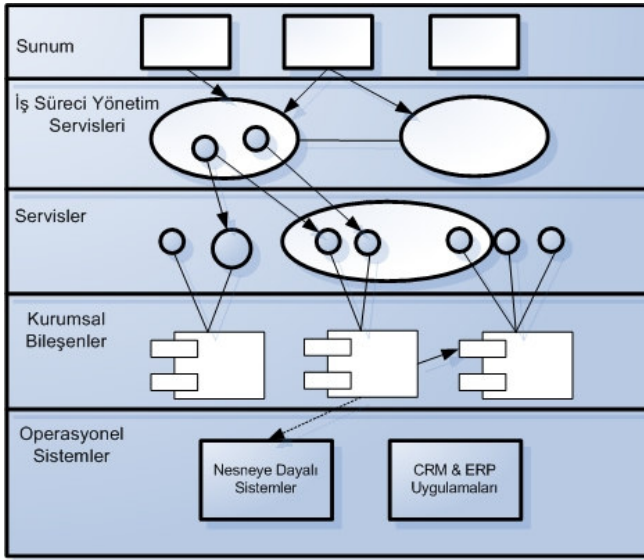 Sunum
İş Süreci Yönetim
Servisleri
Servisler
Kurumsal
Bileşenler
Operasyonel
Sistemler
Nesneye Dayalı
Sistemler
CRM & ERP
Uygulamaları